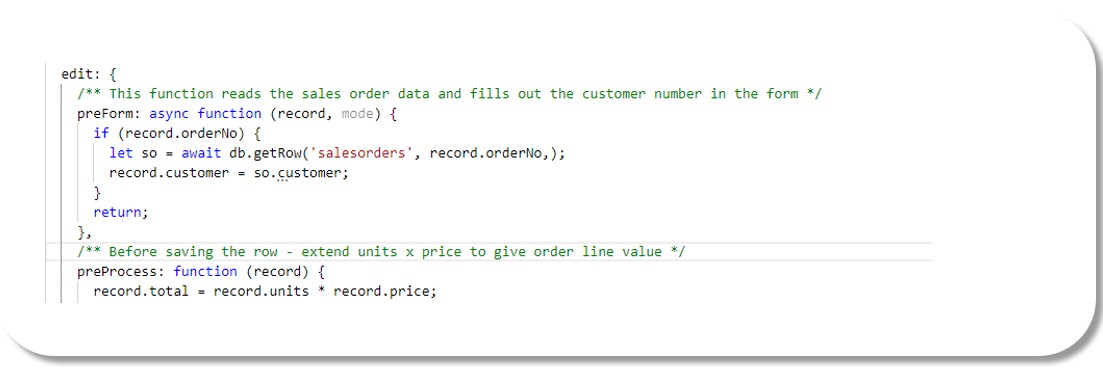 edit: {
/** This function reads the sales order data and fills out the customer number in the form */
preForm: async function (record, mode) {
if (record.orderNo) {
let so = await db.getRow('salesorders', record.orderNo,);
record.customer = so.customer;
}
return;
},
/** Before saving the row - extend units x price to give order line value */
preProcess: function (record) {
record.total = record.units * record.price;